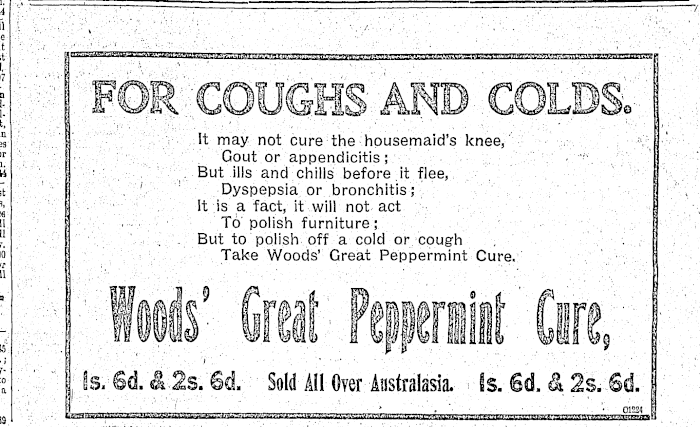 FOR COUGHS AND COLDS.
It may not cure the housemaid's knee,
Gout or appendicitis;
But ills and chills before it flee,
Dyspepsia or bronchitis;
It is a fact, it will not act
To polish furniture;
But to polish off a cold or cough
Take Woods' Great Peppermint Cure.
Woods' Great Peppermint Cure,
1s. 6d. & 2s. 6d. Sold All Over Australasia. 1s. 6d. & 2s. 6d.
O1224